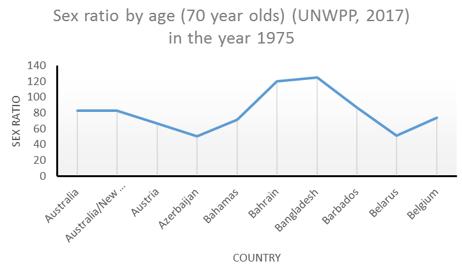 Sex ratio by age (70 year olds) (UNWPP, 2017)
in the year 1975
140
120
100
80
60
40
20
0
SEX RATIO
Australia
Australia/New ...
Austria
Azerbaijan
Bahamas
Bahrain
Bangladesh
Barbados
Belarus
Belgium
COUNTRY